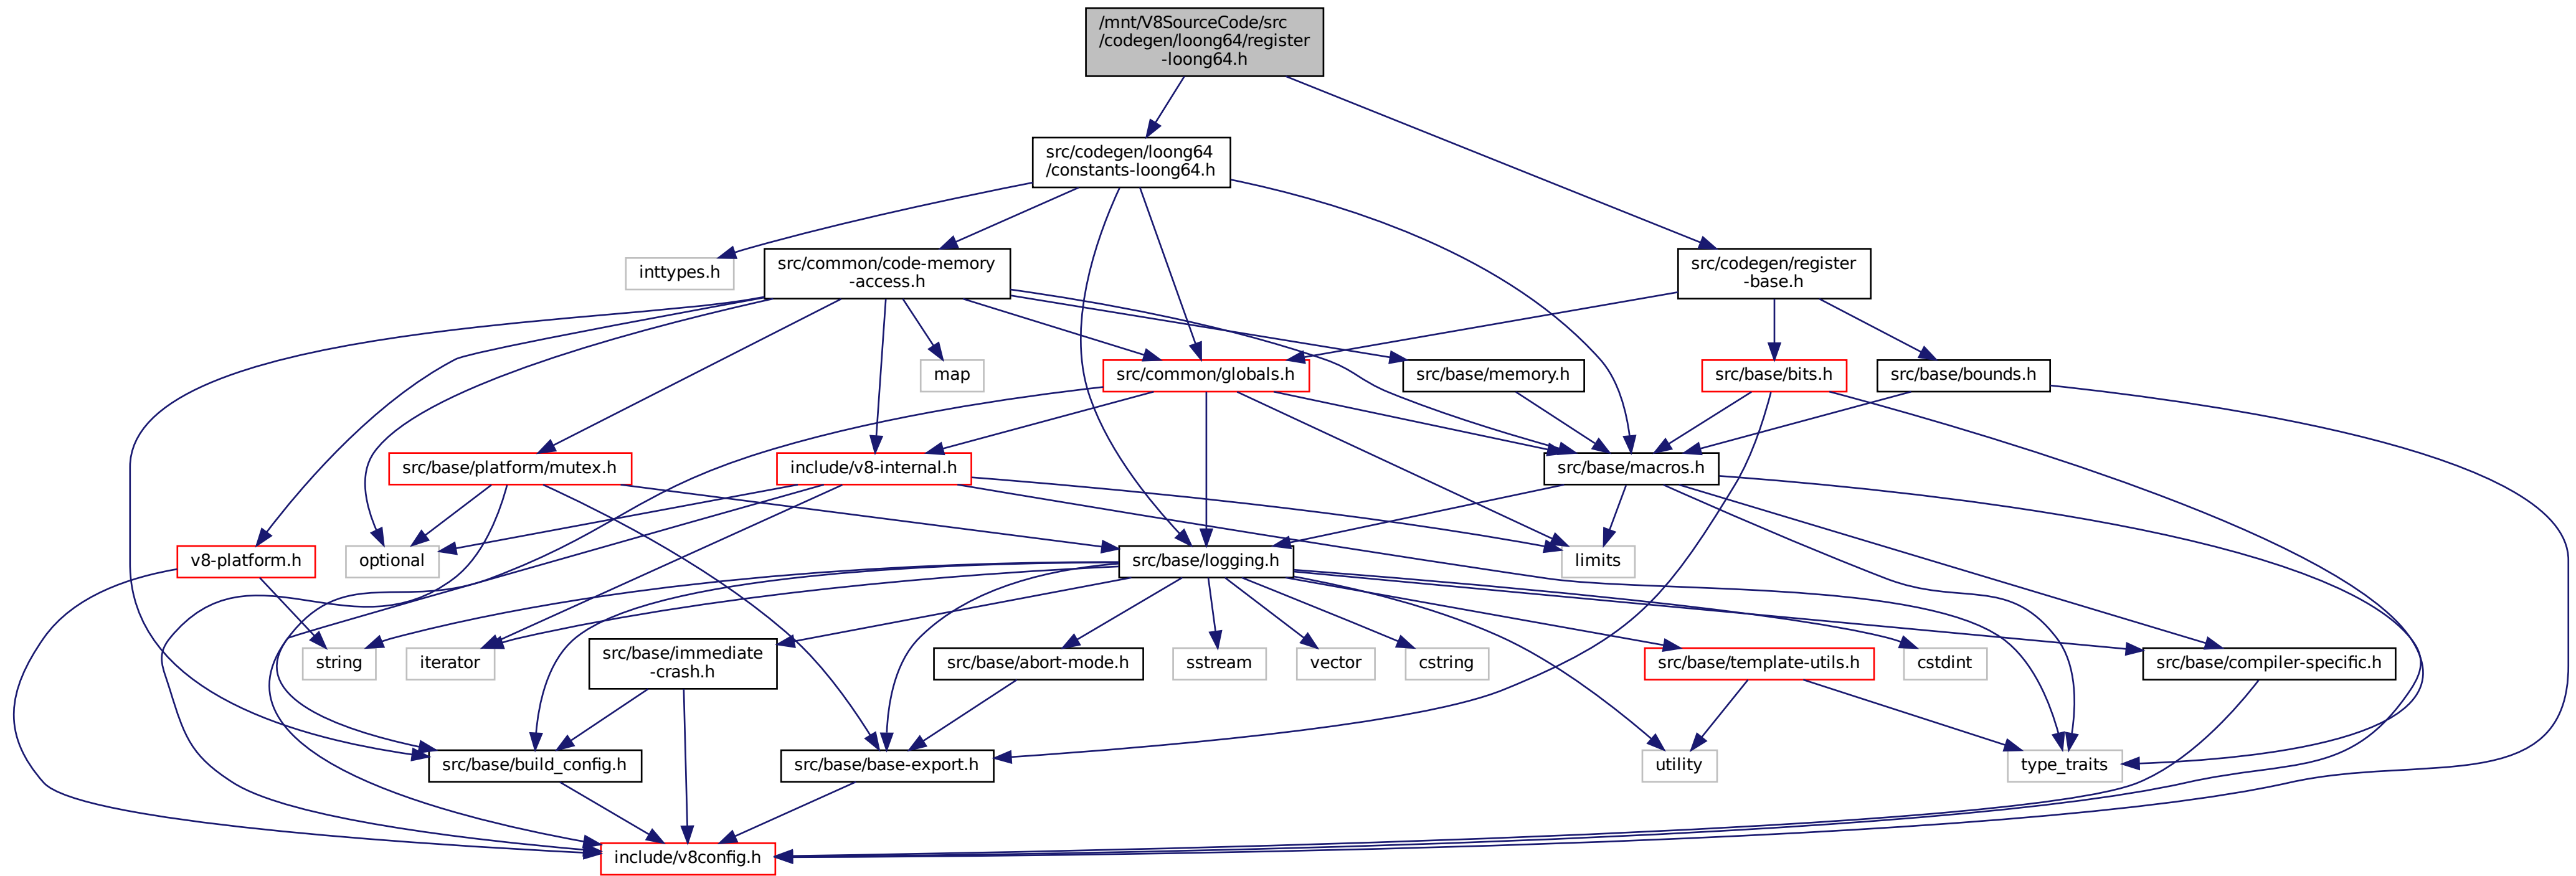 /mnt/V8SourceCode/src
/codegen/loong64/register
-loong64.h
src/codegen/loong64
/constants-loong64.h
inttypes.h
src/common/code-memory
-access.h
src/codegen/register
-base.h
map
src/common/globals.h
src/base/memory.h
src/base/bits.h
src/base/bounds.h
src/base/platform/mutex.h
include/v8-internal.h
src/base/macros.h
v8-platform.h
optional
src/base/logging.h
limits
string
iterator
src/base/immediate
-crash.h
src/base/abort-mode.h
sstream
vector
cstring
src/base/template-utils.h
cstdint
src/base/compiler-specific.h
src/base/build_config.h
src/base/base-export.h
utility
type_traits
include/v8config.h